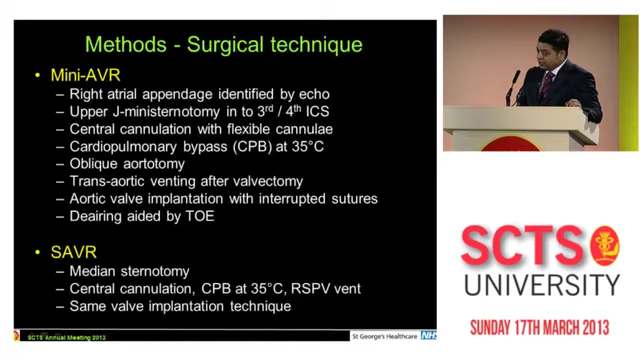 Methods - Surgical technique
• Mini-AVR
– Right atrial appendage identified by echo
– Upper J-ministernotomy in to 3rd / 4th ICS
– Central cannulation with flexible cannulae
– Cardiopulmonary bypass (CPB) at 35°C
– Oblique aortotomy
– Trans-aortic venting after valvectomy
– Aortic valve implantation with interrupted sutures
– Deairing aided by TOE
• SAVR
– Median sternotomy
– Central cannulation, CPB at 35°C, RSPV vent
– Same valve implantation technique
SCTS Annual Meeting 2013
St George's Healthcare NHS
SCTS
UNIVERSITY
SUNDAY 17TH MARCH 2013